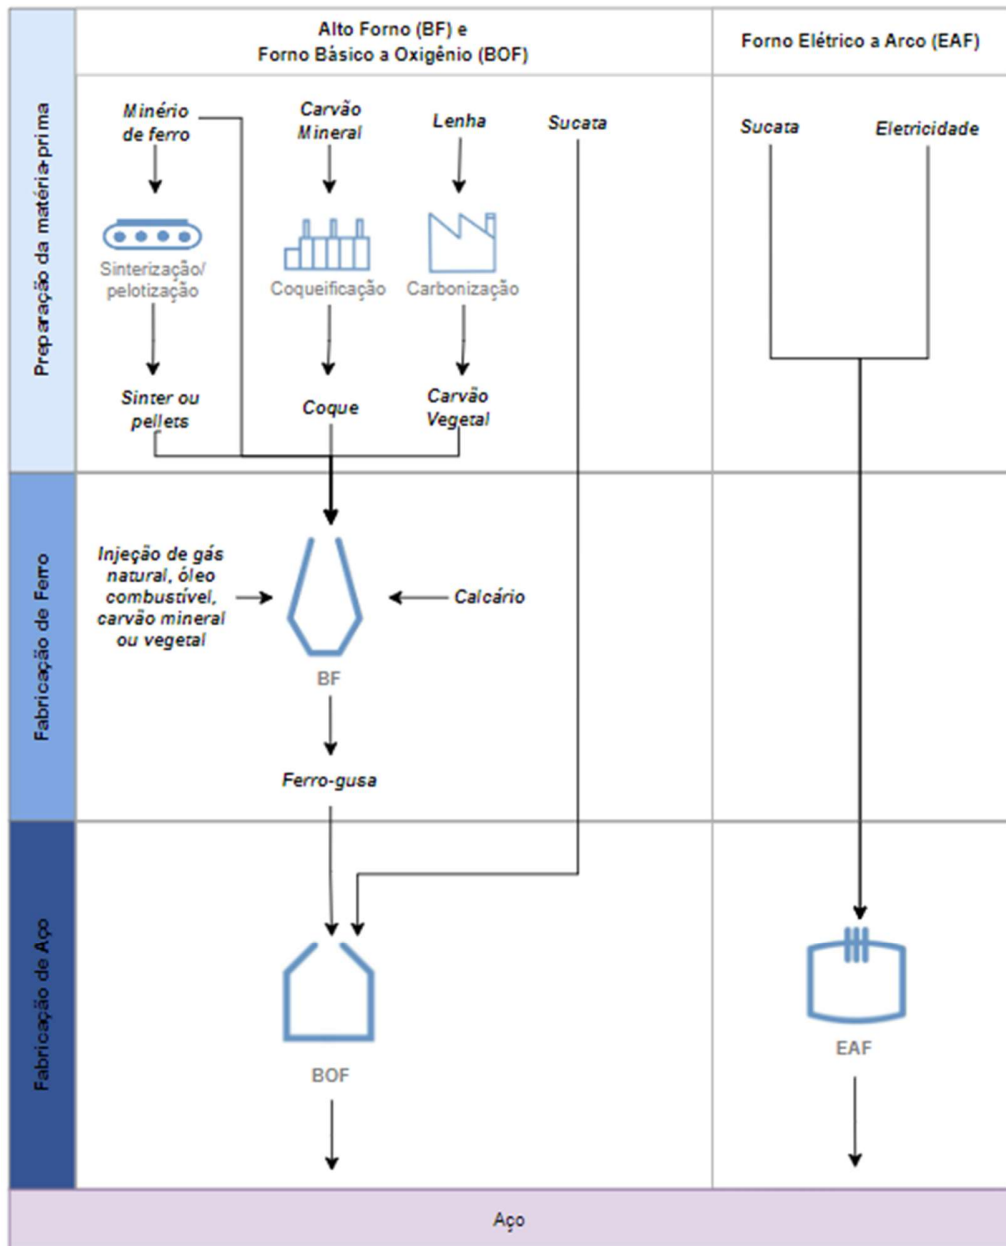 Alto Forno (BF) e
Forno Básico a Oxigênio (BOF)
Forno Elétrico a Arco (EAF)
Preparação da matéria-prima
Minério
de ferro
Carvão
Mineral
Lenha
Sucata
Sucata
Eletricidade
Sinterização/
pelotização
Coqueificação
Carbonização
Sinter ou
pellets
Coque
Carvão
Vegetal
Fabricação de Ferro
Injeção de gás
natural, óleo
combustível,
carvão mineral
ou vegetal
Calcário
BF
Ferro-gusa
Fabricação de Aço
BOF
EAF
Aço